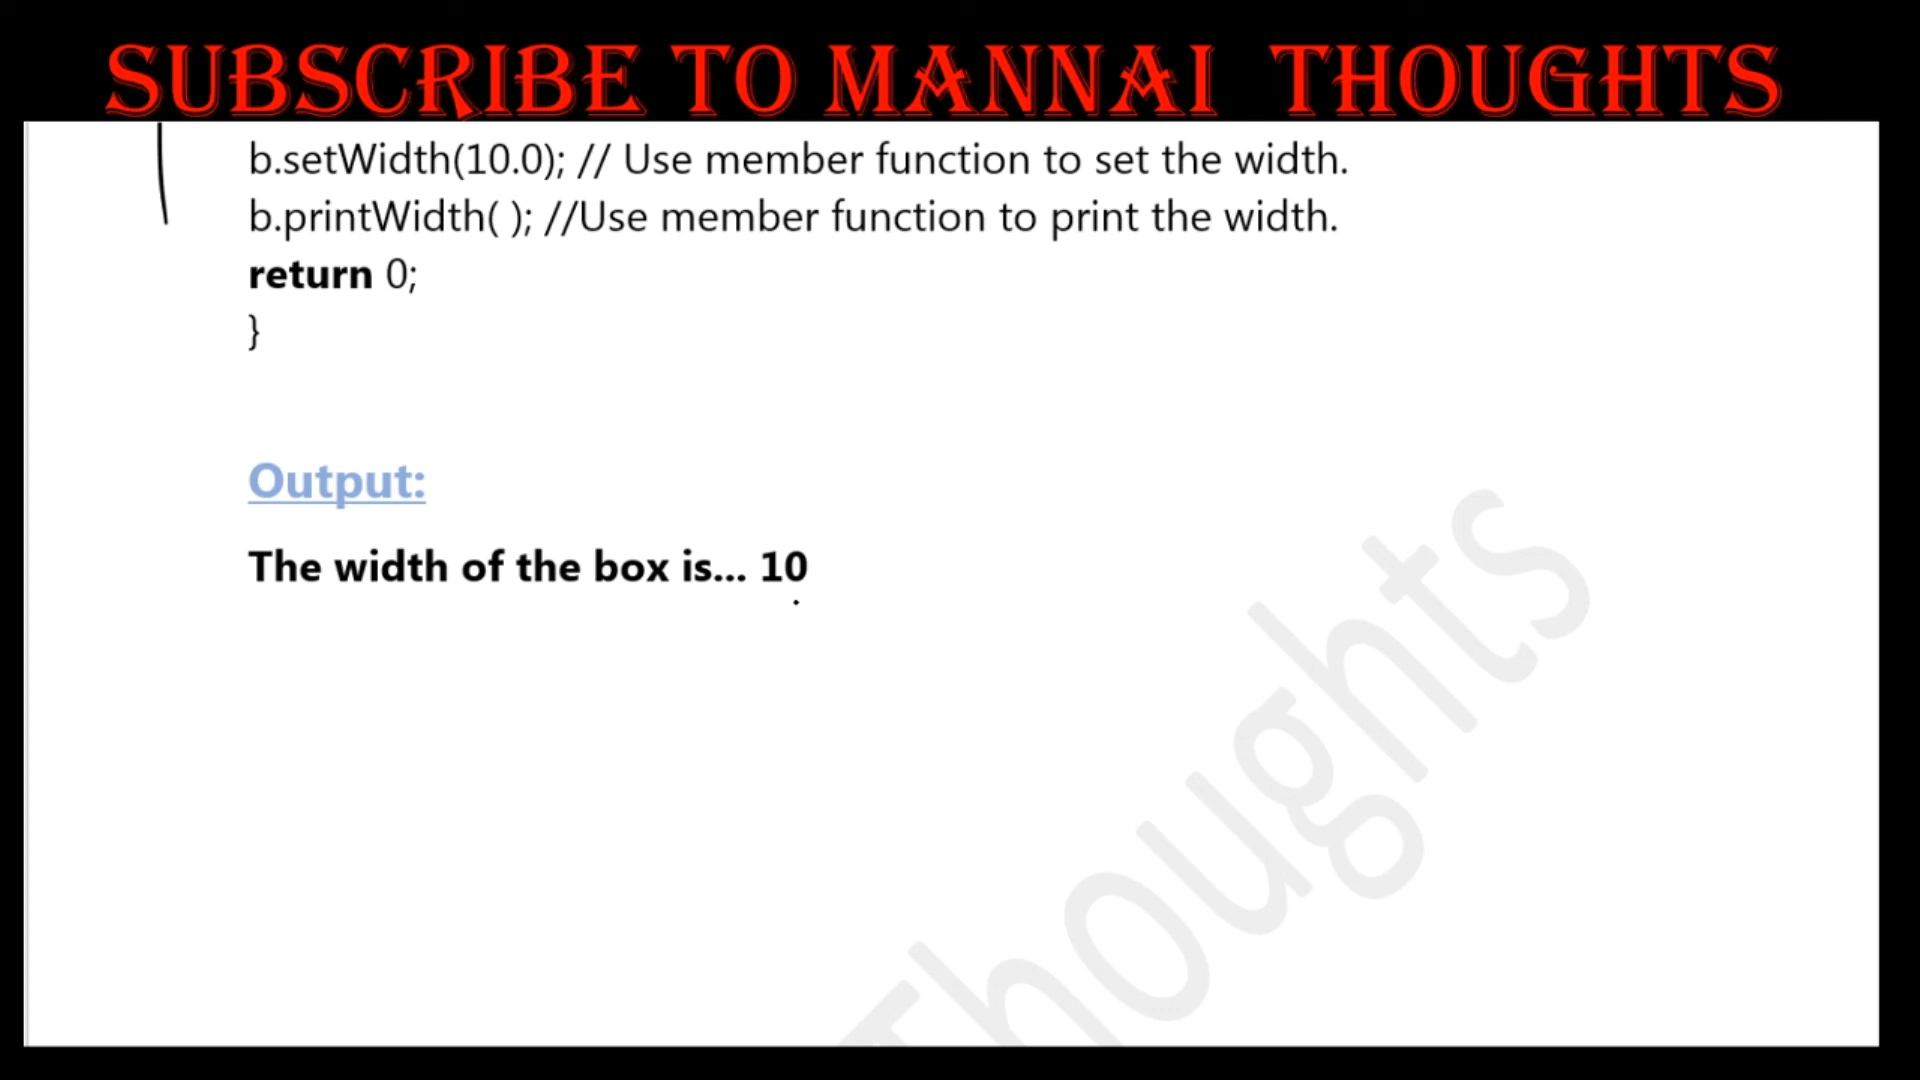 SUBSCRIBE TO MANNAI THOUGHTS
b.setWidth(10.0); // Use member function to set the width.
b.printWidth( ); //Use member function to print the width.
return 0;
}
Output:
The width of the box is... 10
Thoughts